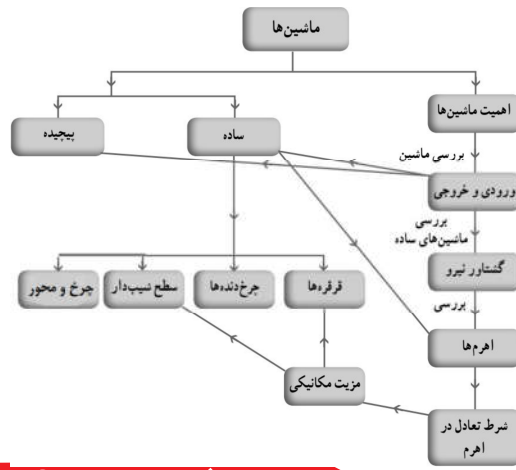 ماشین‌ها
اهمیت ماشین‌ها
ساده
پیچیده
بررسی ماشین
ورودی و خروجی
بررسی
ماشین‌های ساده
گشتاور نیرو
قرقره‌ها
چرخ‌دنده‌ها
سطح شیب‌دار
چرخ و محور
بررسی
اهرم‌ها
مزیت مکانیکی
شرط تعادل در
اهرم